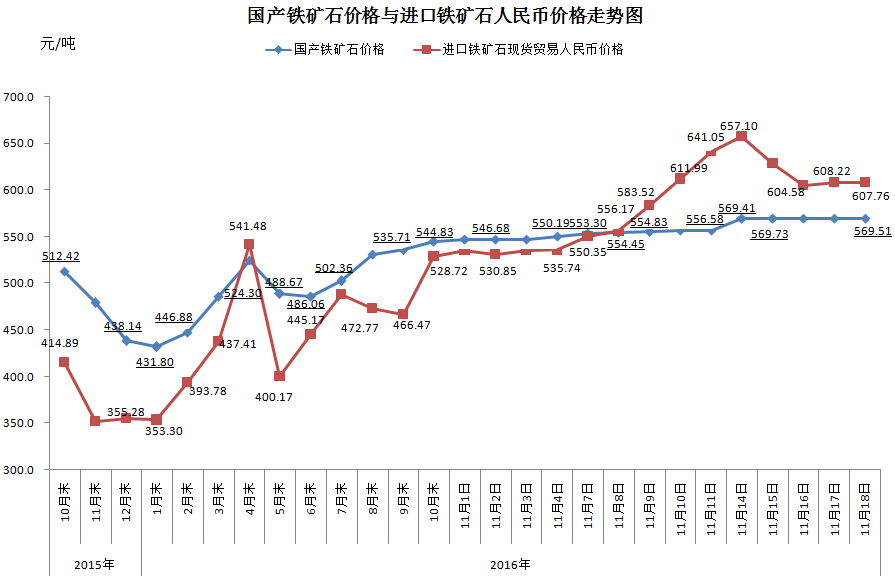 国产铁矿石价格与进口铁矿石人民币价格走势图
元/吨
国产铁矿石价格 进口铁矿石现货贸易人民币价格
700.0
650.0
600.0
550.0
500.0
450.0
400.0
350.0
300.0
512.42
438.14
431.80
446.88
524.30
488.67
486.06
502.36
535.71
544.83
546.68
550.19
553.30
554.45
554.83
556.58
569.41
569.73
569.51
414.89
355.28
353.30
393.78
437.41
541.48
400.17
445.17
472.77
466.47
528.72
530.85
535.74
550.35
556.17
583.52
611.99
641.05
657.10
604.58
608.22
607.76
10月末
11月末
12月末
1月末
2月末
3月末
4月末
5月末
6月末
7月末
8月末
9月末
10月末
11月1日
11月2日
11月3日
11月4日
11月7日
11月8日
11月9日
11月10日
11月11日
11月14日
11月15日
11月16日
11月17日
11月18日
2015年 2016年